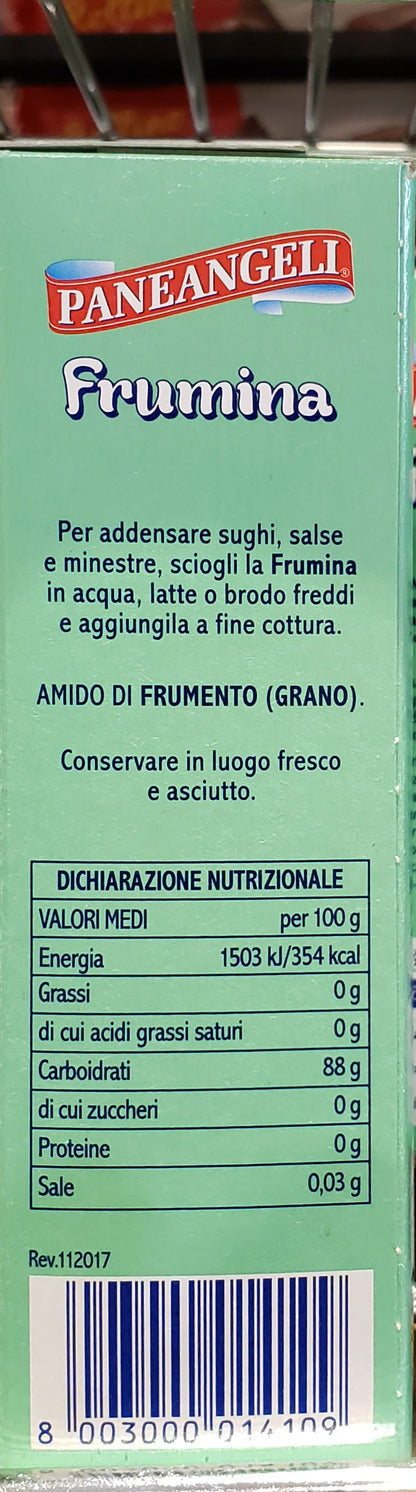 PANEANGELI®
Frumina
Per addensare sughi, salse
e minestre, sciogli la Frumina
in acqua, latte o brodo freddi
e aggiungila a fine cottura.
AMIDO DI FRUMENTO (GRANO).
Conservare in luogo fresco
e asciutto.
DICHIARAZIONE NUTRIZIONALE
VALORI MEDI per 100 g
Energia 1503 kJ/354 kcal
Grassi 0 g
di cui acidi grassi saturi 0 g
Carboidrati 88 g
di cui zuccheri 0 g
Proteine 0 g
Sale 0,03 g
Rev.112017
8 003000 014109